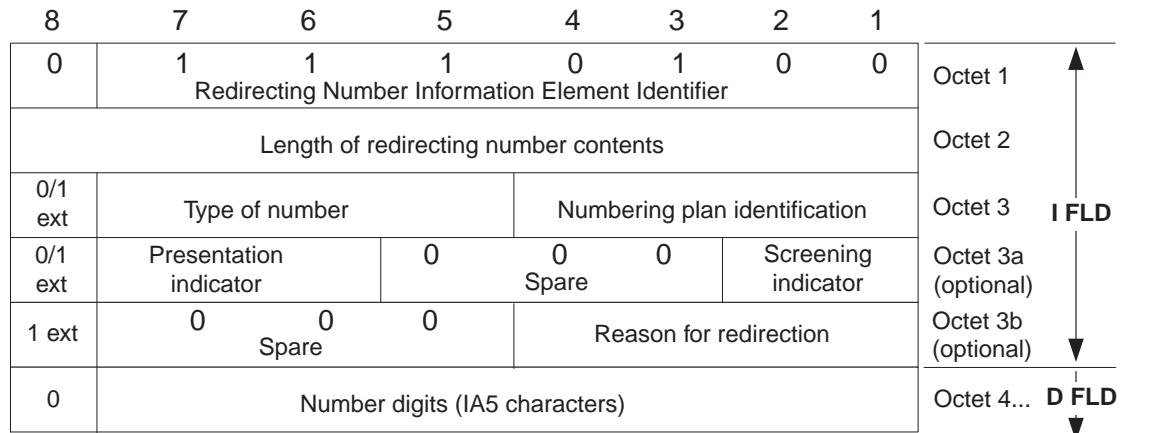 8 7 6 5 4 3 2 1
0 1 1 1 0 1 0 0 Octet 1
Redirecting Number Information Element Identifier
Length of redirecting number contents Octet 2
0/1 ext Type of number Numbering plan identification Octet 3 I FLD
0/1 ext Presentation indicator 0 0 0 Spare Screening indicator Octet 3a (optional)
1 ext 0 0 0 Spare Reason for redirection Octet 3b (optional)
0 Number digits (IA5 characters) Octet 4... D FLD